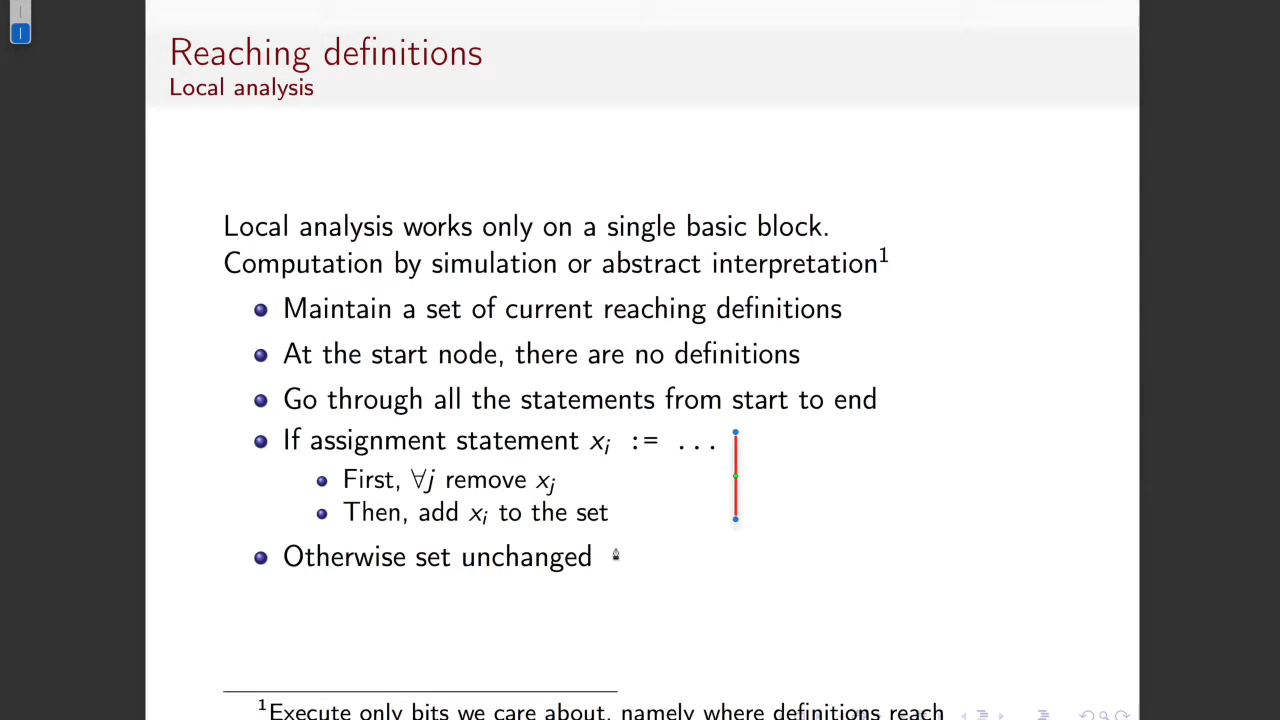 Reaching definitions
Local analysis
Local analysis works only on a single basic block.
Computation by simulation or abstract interpretation¹
Maintain a set of current reaching definitions
At the start node, there are no definitions
Go through all the statements from start to end
If assignment statement xᵢ := ...
First, ∀j remove xⱼ
Then, add xᵢ to the set
Otherwise set unchanged
¹Execute only bits we care about, namely where definitions reach